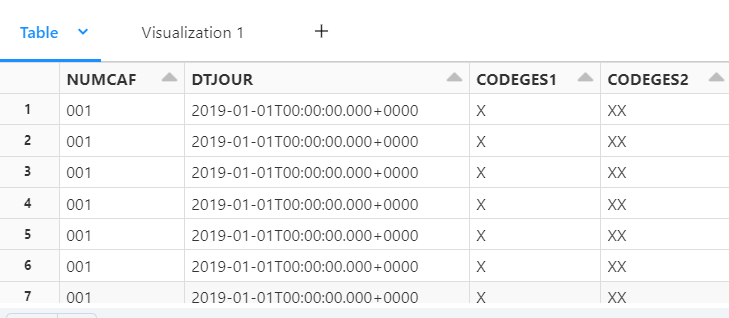 Table Visualization 1 +
NUMCAF DTJOUR CODEGES1 CODEGES2
1 001 2019-01-01T00:00:00.000+0000 X XX
2 001 2019-01-01T00:00:00.000+0000 X XX
3 001 2019-01-01T00:00:00.000+0000 X XX
4 001 2019-01-01T00:00:00.000+0000 X XX
5 001 2019-01-01T00:00:00.000+0000 X XX
6 001 2019-01-01T00:00:00.000+0000 X XX
7 001 2019-01-01T00:00:00.000+0000 X XX